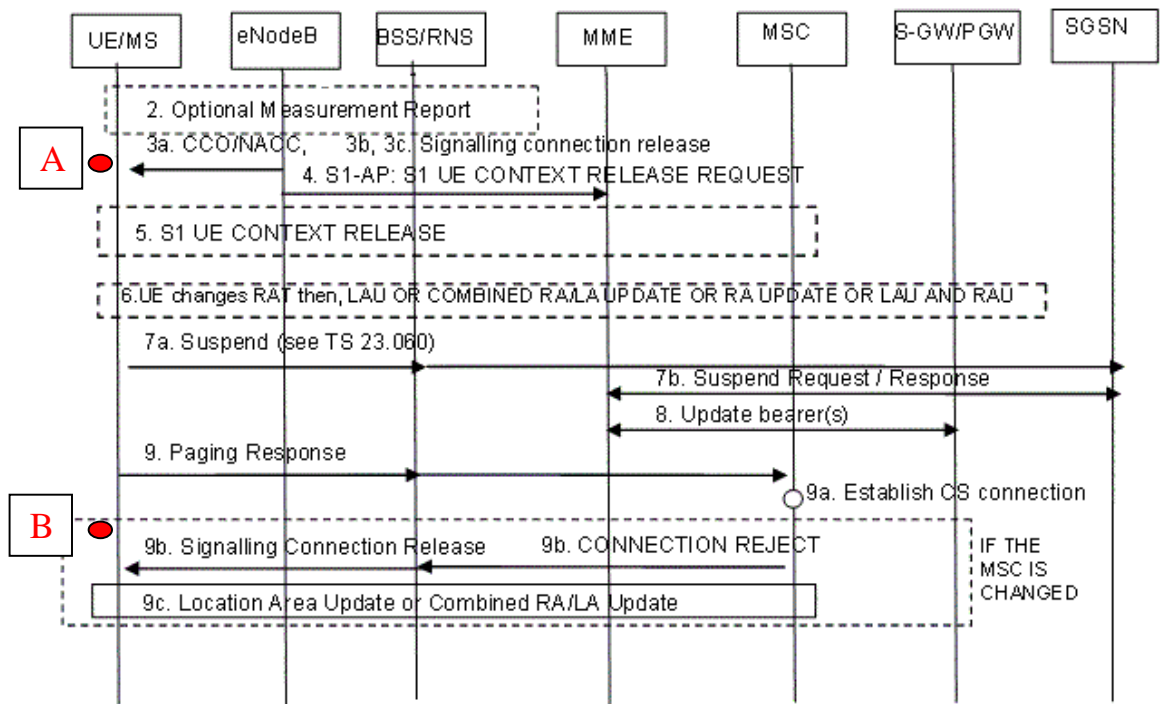 UE/MS
eNodeB
BSS/RNS
MME
MSC
S-GW/PGW
SGSN
2. Optional Measurement Report
A
3a. CCO/NACC, 3b, 3c. Signalling connection release
4. S1-AP: S1 UE CONTEXT RELEASE REQUEST
5. S1 UE CONTEXT RELEASE
6.UE changes RAT then, LAU OR COMBINED RA/LA UPDATE OR RA UPDATE OR LAU AND RAU
7a. Suspend (see TS 23.060)
7b. Suspend Request / Response
8. Update bearer(s)
9. Paging Response
9a. Establish CS connection
B
9b. Signalling Connection Release
9b. CONNECTION REJECT
IF THE
MSC IS
CHANGED
9c. Location Area Update or Combined RA/LA Update